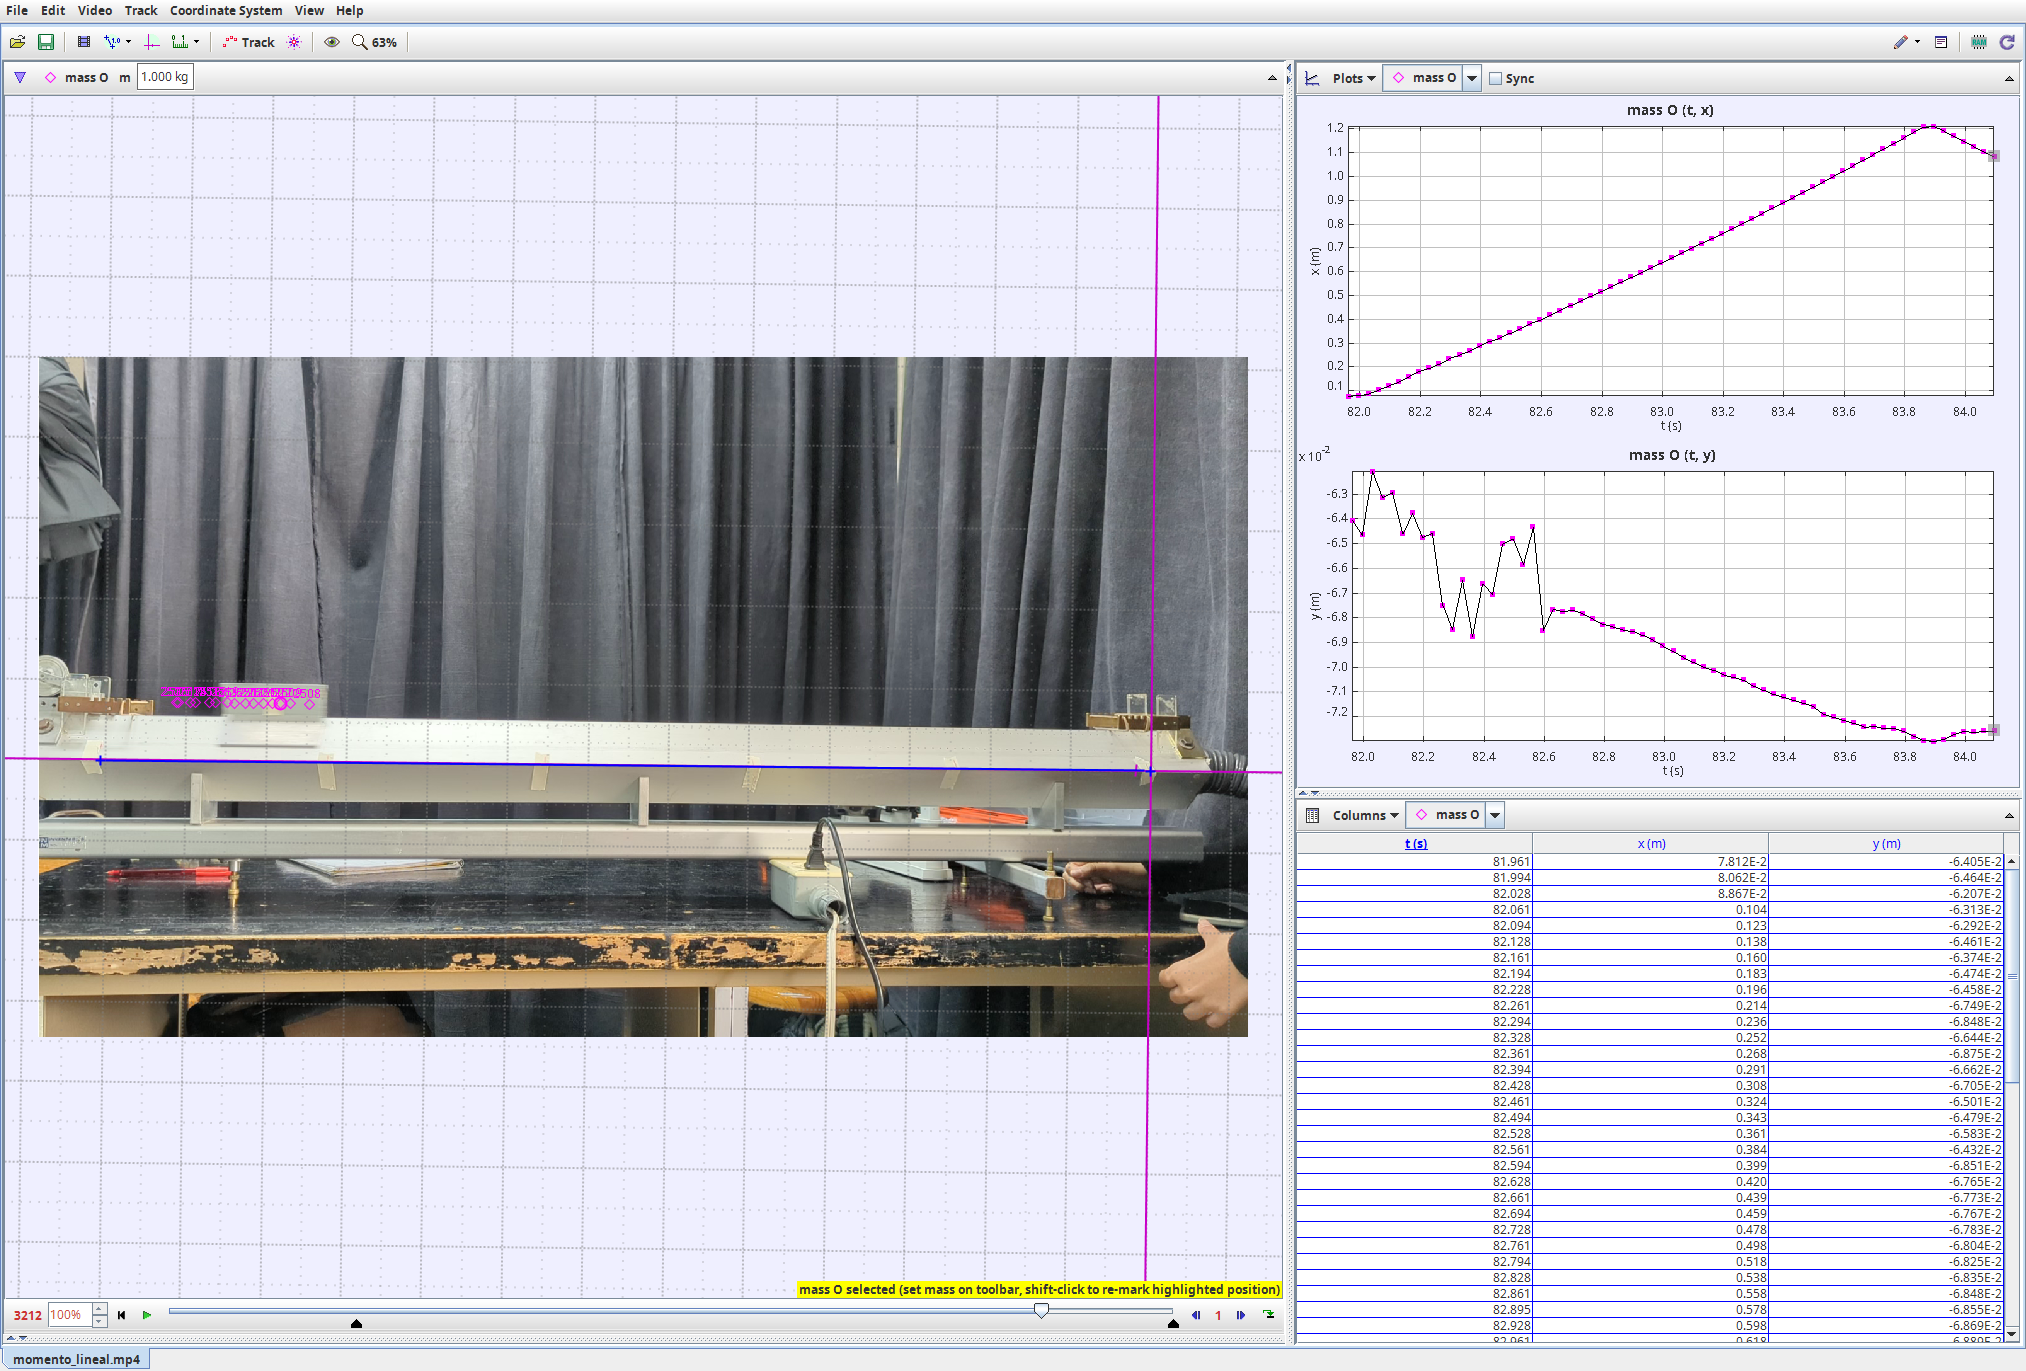 File Edit Video Track Coordinate System View Help
Track 63%
mass O m 1.000 kg
Plots mass O Sync
mass O (t, x)
1.2
1.1
1.0
0.9
0.8
0.7
0.6
0.5
0.4
0.3
0.2
0.1
x (m)
82.0 82.2 82.4 82.6 82.8 83.0 83.2 83.4 83.6 83.8 84.0
t (s)
x 10-2
mass O (t, y)
-6.3
-6.4
-6.5
-6.6
-6.7
-6.8
-6.9
-7.0
-7.1
-7.2
y (m)
82.0 82.2 82.4 82.6 82.8 83.0 83.2 83.4 83.6 83.8 84.0
t (s)
Columns mass O
t (s) x (m) y (m)
81.961 7.812E-2 -6.405E-2
81.994 8.062E-2 -6.464E-2
82.028 8.867E-2 -6.207E-2
82.061 0.104 -6.313E-2
82.094 0.123 -6.292E-2
82.128 0.138 -6.461E-2
82.161 0.160 -6.374E-2
82.194 0.183 -6.474E-2
82.228 0.196 -6.458E-2
82.261 0.214 -6.749E-2
82.294 0.236 -6.848E-2
82.328 0.252 -6.644E-2
82.361 0.268 -6.875E-2
82.394 0.291 -6.662E-2
82.428 0.308 -6.705E-2
82.461 0.324 -6.501E-2
82.494 0.343 -6.479E-2
82.528 0.361 -6.583E-2
82.561 0.384 -6.432E-2
82.594 0.399 -6.851E-2
82.628 0.420 -6.765E-2
82.661 0.439 -6.773E-2
82.694 0.459 -6.767E-2
82.728 0.478 -6.783E-2
82.761 0.498 -6.804E-2
82.794 0.518 -6.825E-2
82.828 0.538 -6.835E-2
82.861 0.558 -6.848E-2
82.895 0.578 -6.855E-2
82.928 0.598 -6.869E-2
82.961 0.618 -6.889E-2
mass O selected (set mass on toolbar, shift-click to re-mark highlighted position)
3212 100% 1
momento_lineal.mp4